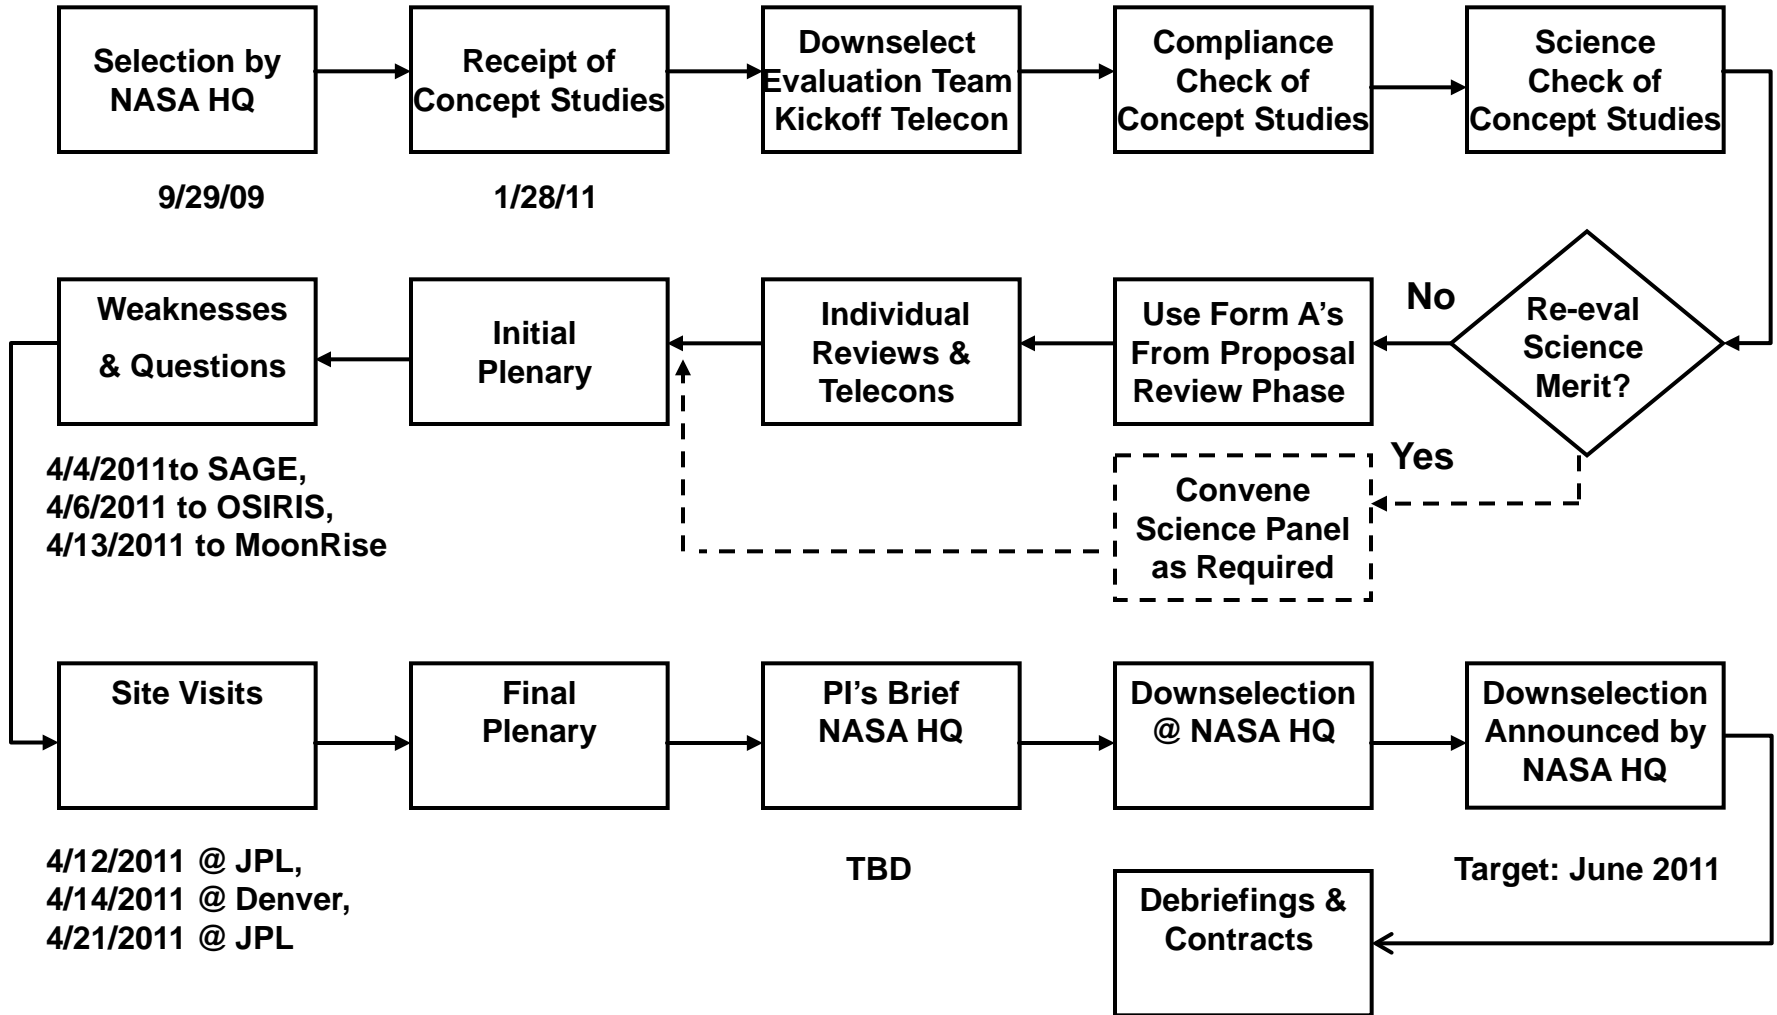 Selection by
NASA HQ
Receipt of
Concept Studies
Downselect
Evaluation Team
Kickoff Telecon
Compliance
Check of
Concept Studies
Science
Check of
Concept Studies
9/29/09
1/28/11
Re-eval
Science
Merit?
No
Yes
Use Form A's
From Proposal
Review Phase
Individual
Reviews &
Telecons
Initial
Plenary
Weaknesses
& Questions
Convene
Science Panel
as Required
4/4/2011to SAGE,
4/6/2011 to OSIRIS,
4/13/2011 to MoonRise
Site Visits
Final
Plenary
PI's Brief
NASA HQ
Downselection
@ NASA HQ
Downselection
Announced by
NASA HQ
4/12/2011 @ JPL,
4/14/2011 @ Denver,
4/21/2011 @ JPL
TBD
Target: June 2011
Debriefings &
Contracts